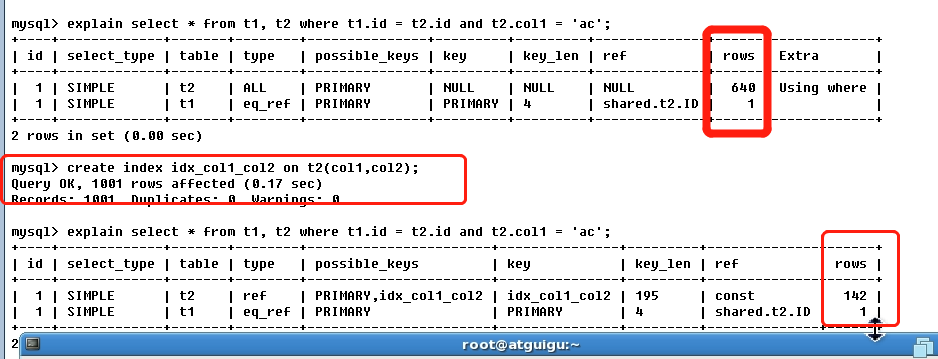 mysql> explain select * from t1, t2 where t1.id = t2.id and t2.col1 = 'ac';
+----+-------------+-------+--------+---------------+---------+---------+--------------+------+-------------+
| id | select_type | table | type | possible_keys | key | key_len | ref | rows | Extra |
| 1 | SIMPLE | t2 | ALL | PRIMARY | NULL | NULL | NULL | 640 | Using where |
| 1 | SIMPLE | t1 | eq_ref | PRIMARY | PRIMARY | 4 | shared.t2.ID | 1 | |
2 rows in set (0.00 sec)
mysql> create index idx_col1_col2 on t2(col1,col2);
Query OK, 1001 rows affected (0.17 sec)
Records: 1001 Duplicates: 0 Warnings: 0
mysql> explain select * from t1, t2 where t1.id = t2.id and t2.col1 = 'ac';
| id | select_type | table | type | possible_keys | key | key_len | ref | rows |
| 1 | SIMPLE | t2 | ref | PRIMARY,idx_col1_col2 | idx_col1_col2 | 195 | const | 142 |
| 1 | SIMPLE | t1 | eq_ref | PRIMARY | PRIMARY | 4 | shared.t2.ID | 1 |
2
root@atguigu:~